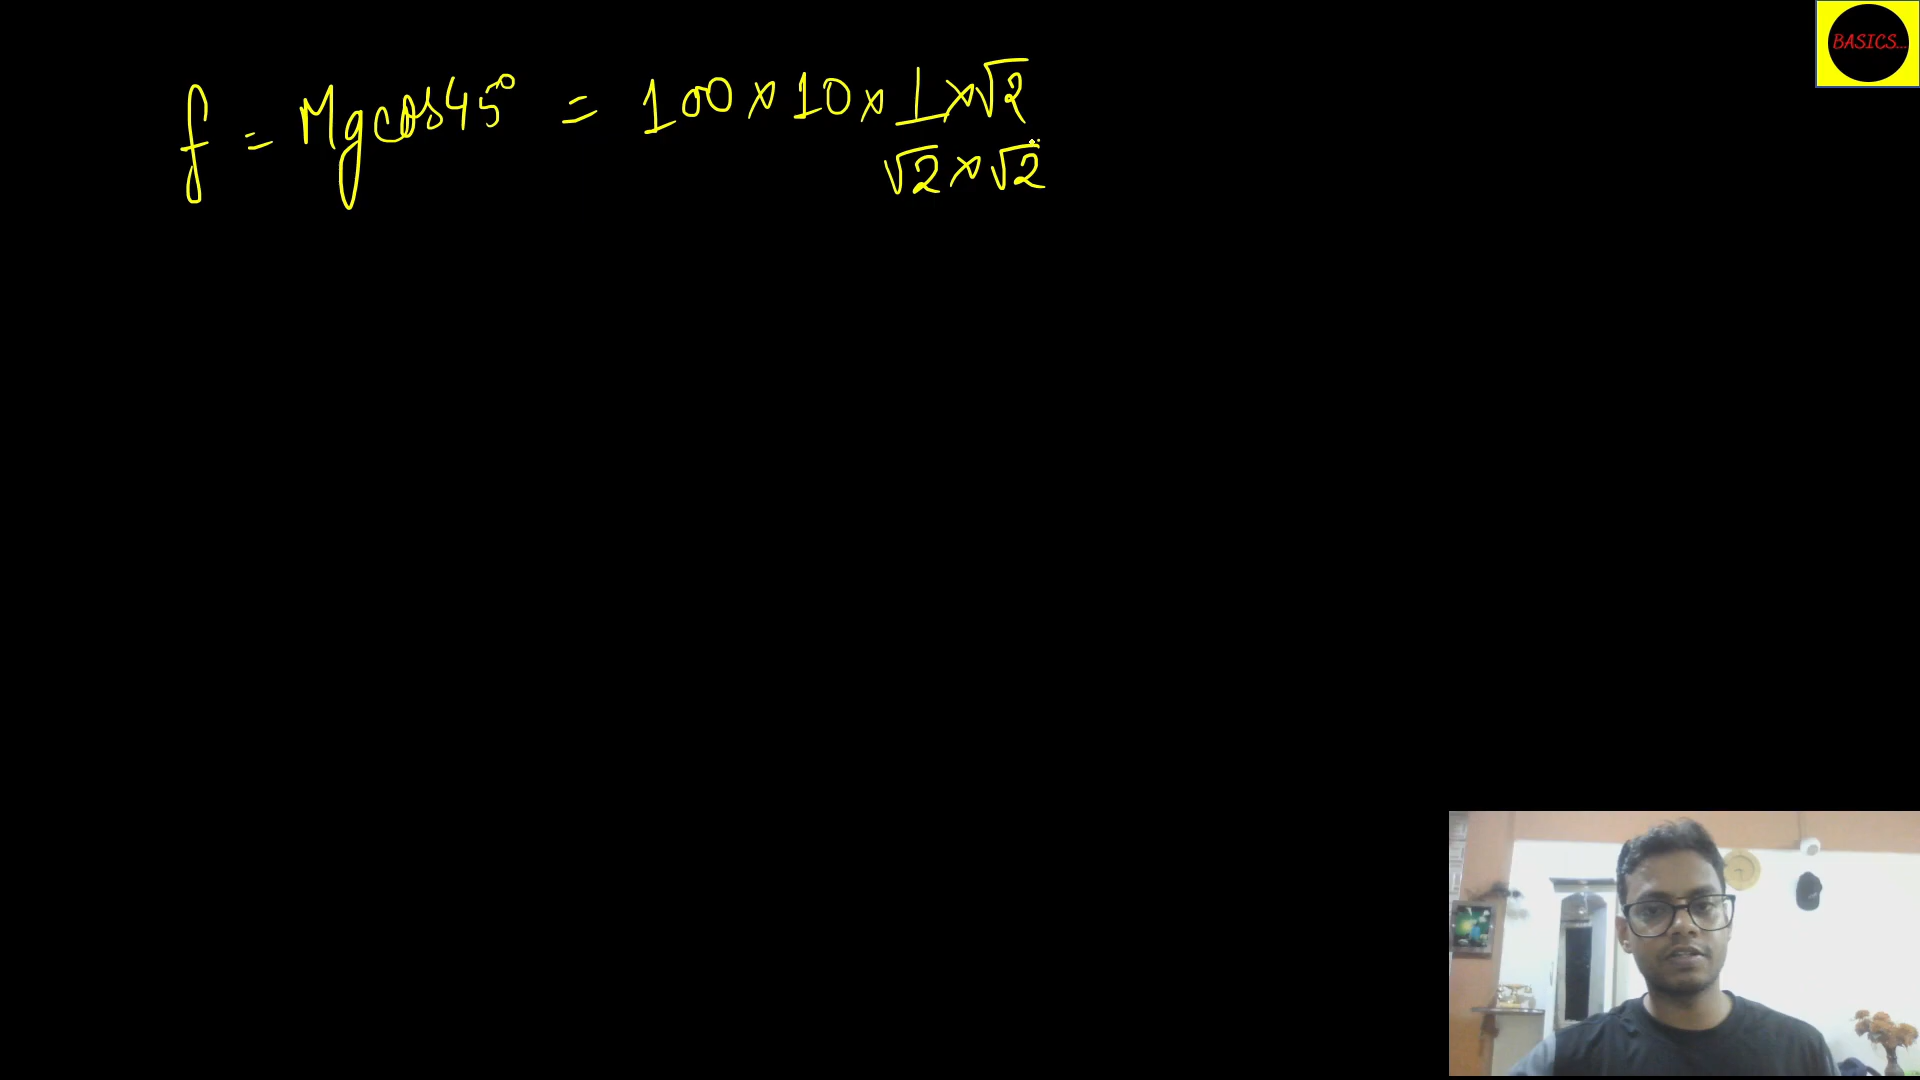 f = Mgcos45° = 100 × 10 × 1 × √2
√2 × √2
BASICS...